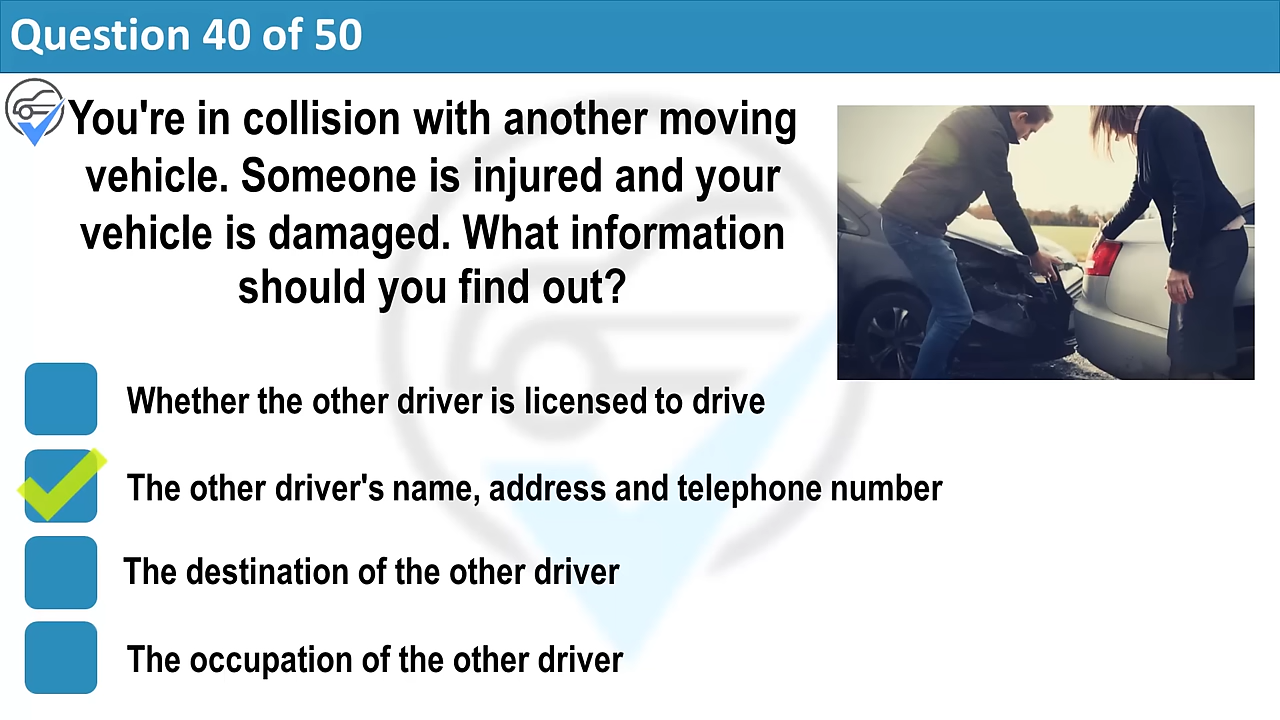 Question 40 of 50
You're in collision with another moving
vehicle. Someone is injured and your
vehicle is damaged. What information
should you find out?
Whether the other driver is licensed to drive
The other driver's name, address and telephone number
The destination of the other driver
The occupation of the other driver